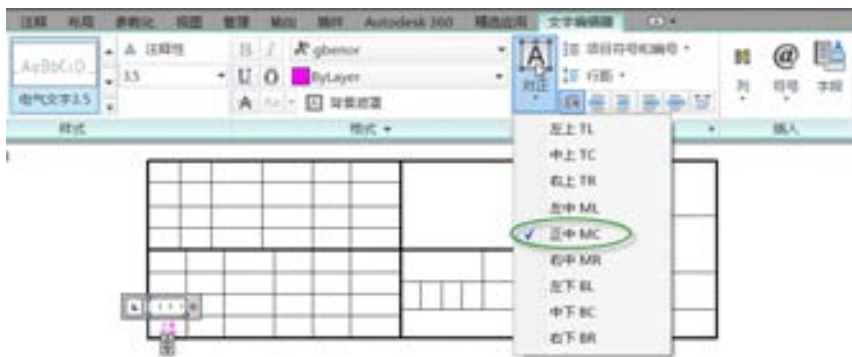 注释 布局 参数化 视图 管理 输出 插件 Autodesk 360 精选应用 文字编辑器
AaBbCcD
A 注释性
3.5
电气文字3.5
样式
B I gbenor
U O ByLayer
A 背景遮罩
格式
A
对正
项目符号和编号
行距
列
@
符号
字段
插入
左上 TL
中上 TC
右上 TR
左中 ML
正中 MC
右中 MR
左下 BL
中下 BC
右下 BR